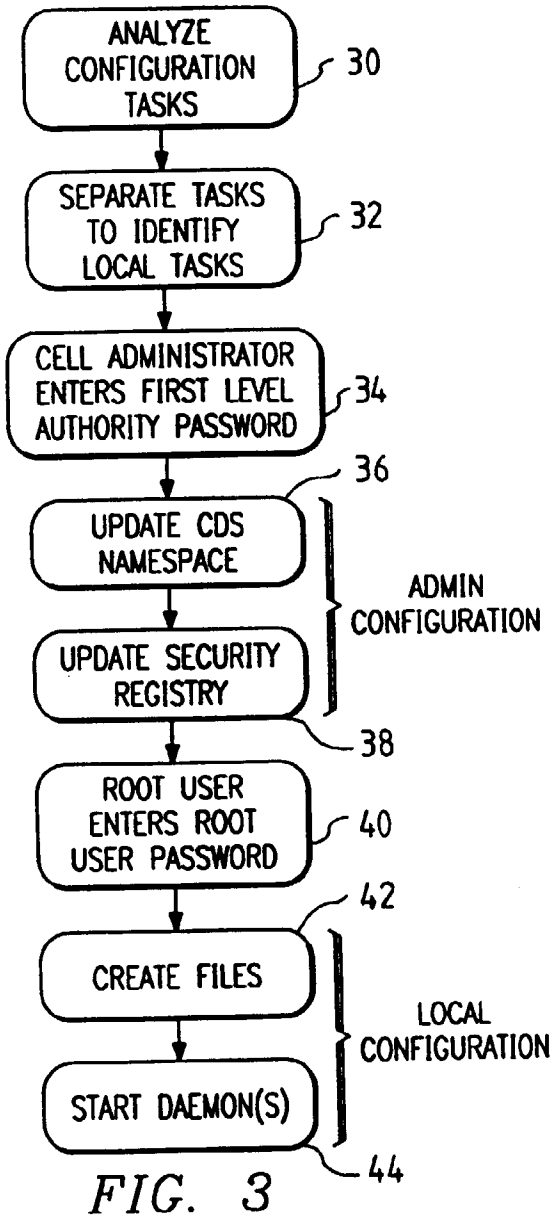 ANALYZE
CONFIGURATION
TASKS
30
SEPARATE TASKS
TO IDENTIFY
LOCAL TASKS
32
CELL ADMINISTRATOR
ENTERS FIRST LEVEL
AUTHORITY PASSWORD
34
36
UPDATE CDS
NAMESPACE
ADMIN
CONFIGURATION
UPDATE SECURITY
REGISTRY
38
ROOT USER
ENTERS ROOT
USER PASSWORD
40
42
CREATE FILES
LOCAL
CONFIGURATION
START DAEMON(S)
44
FIG. 3